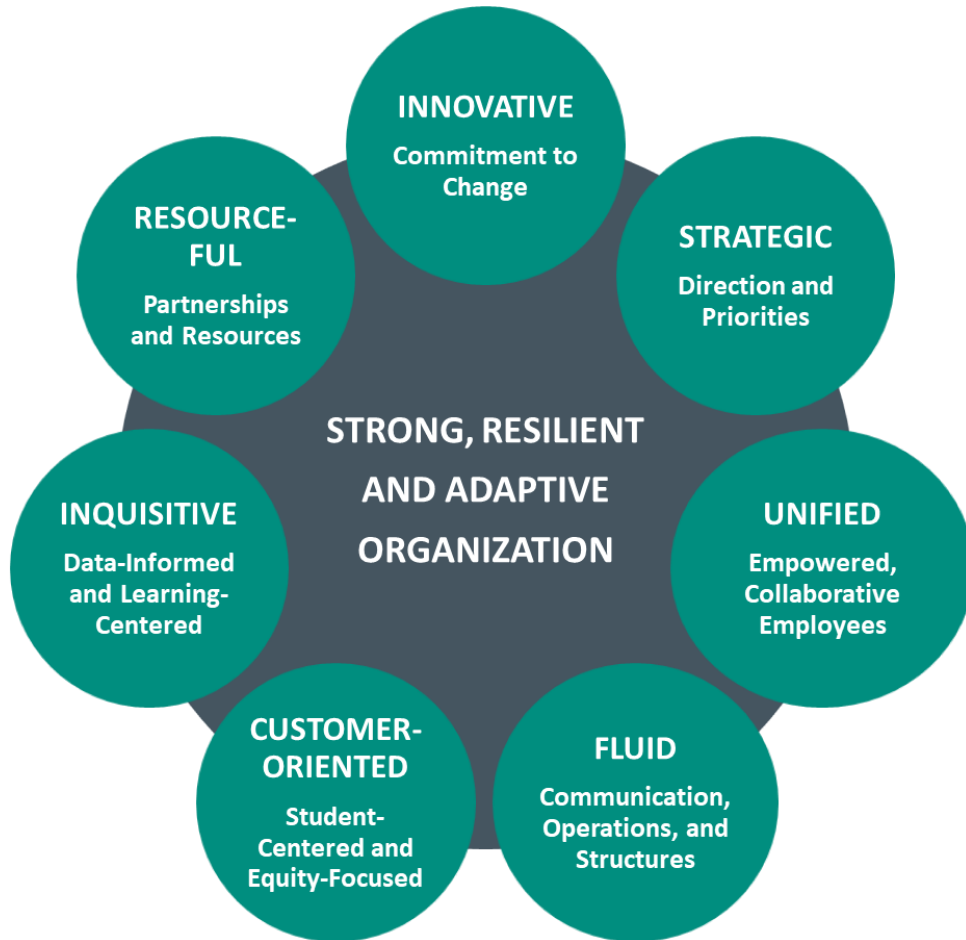 INNOVATIVE
Commitment to
Change
STRATEGIC
Direction and
Priorities
UNIFIED
Empowered,
Collaborative
Employees
FLUID
Communication,
Operations, and
Structures
CUSTOMER-
ORIENTED
Student-
Centered and
Equity-Focused
INQUISITIVE
Data-Informed
and Learning-
Centered
RESOURCE-
FUL
Partnerships
and Resources
STRONG, RESILIENT
AND ADAPTIVE
ORGANIZATION